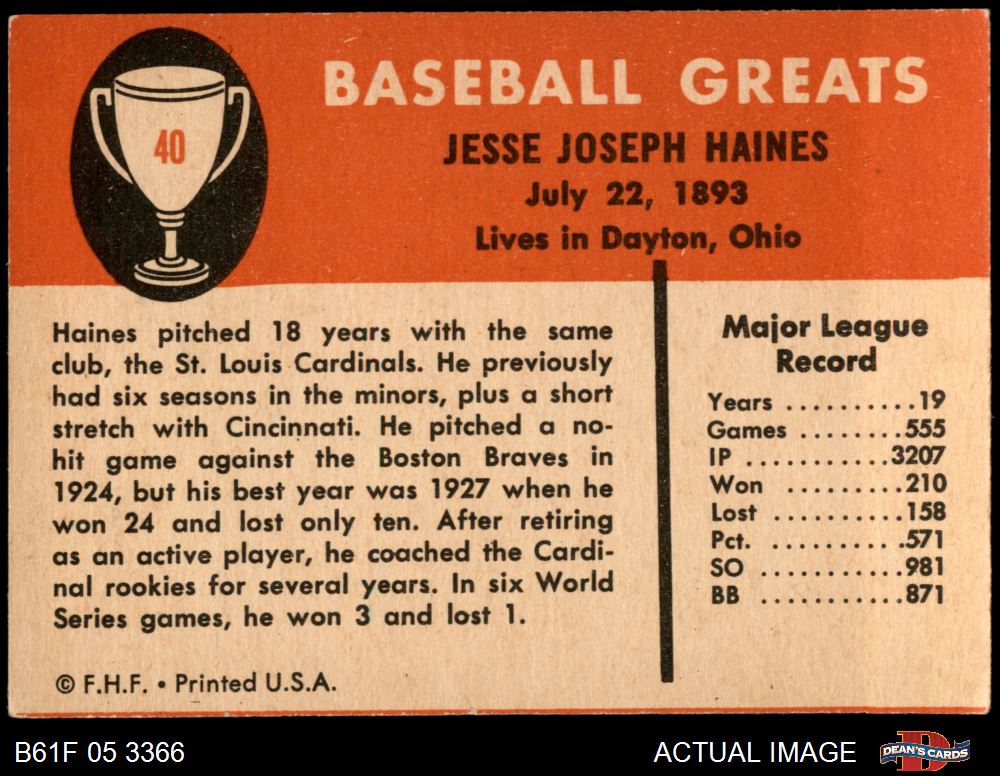 40
BASEBALL GREATS
JESSE JOSEPH HAINES
July 22, 1893
Lives in Dayton, Ohio
Haines pitched 18 years with the same
club, the St. Louis Cardinals. He previously
had six seasons in the minors, plus a short
stretch with Cincinnati. He pitched a no-
hit game against the Boston Braves in
1924, but his best year was 1927 when he
won 24 and lost only ten. After retiring
as an active player, he coached the Cardi-
nal rookies for several years. In six World
Series games, he won 3 and lost 1.
© F.H.F. • Printed U.S.A.
Major League
Record
Years ..........19
Games ........555
IP ............3207
Won .........210
Lost ..........158
Pct. ..........571
SO ...........981
BB ...........871
B61F 05 3366
ACTUAL IMAGE
D
DEAN'S CARDS